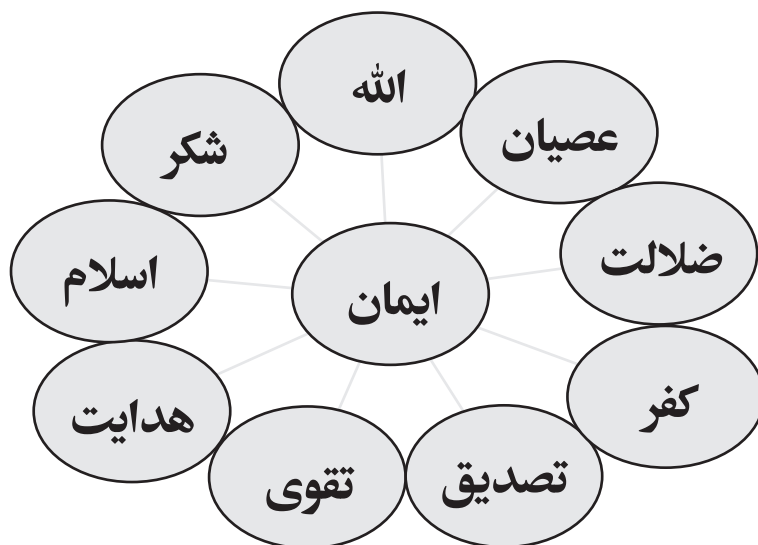 الله
عصیان
شکر
ضلالت
اسلام
ایمان
کفر
هدایت
تصدیق
تقوی